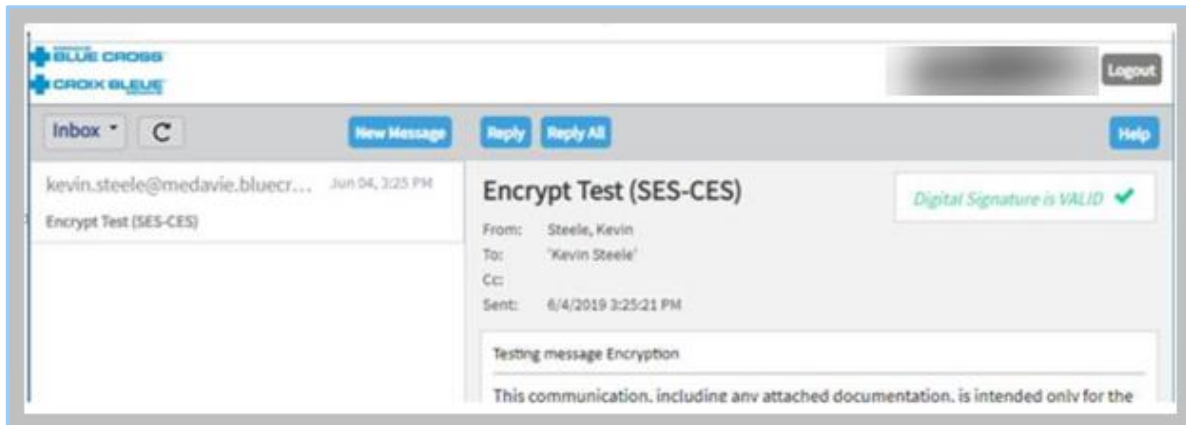 BLUE CROSS
CROIX BLEUE
Logout
Inbox
New Message
Reply
Reply All
Help
kevin.steele@medavie.bluecr...
Jun 04, 3:25 PM
Encrypt Test (SES-CES)
Encrypt Test (SES-CES)
Digital Signature is VALID
From: Steele, Kevin
To: 'Kevin Steele'
Cc:
Sent: 6/4/2019 3:25:21 PM
Testing message Encryption
This communication, including any attached documentation, is intended only for the